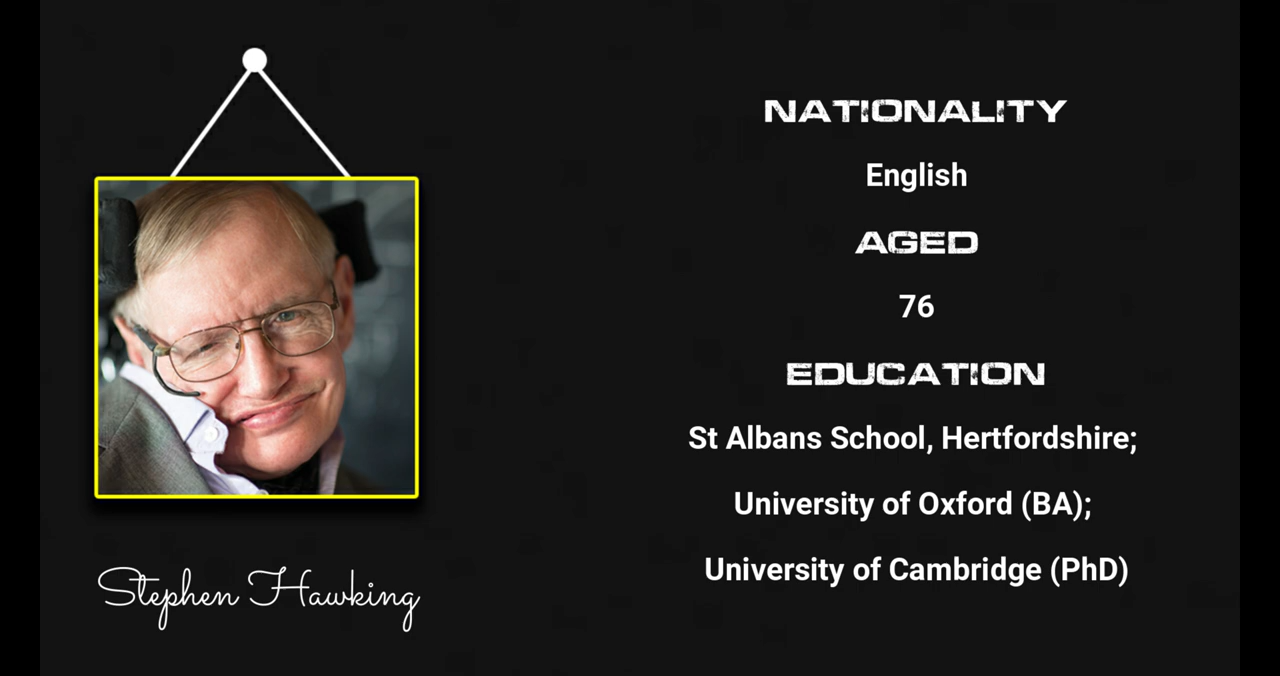 Stephen Hawking
NATIONALITY
English
AGED
76
EDUCATION
St Albans School, Hertfordshire;
University of Oxford (BA);
University of Cambridge (PhD)